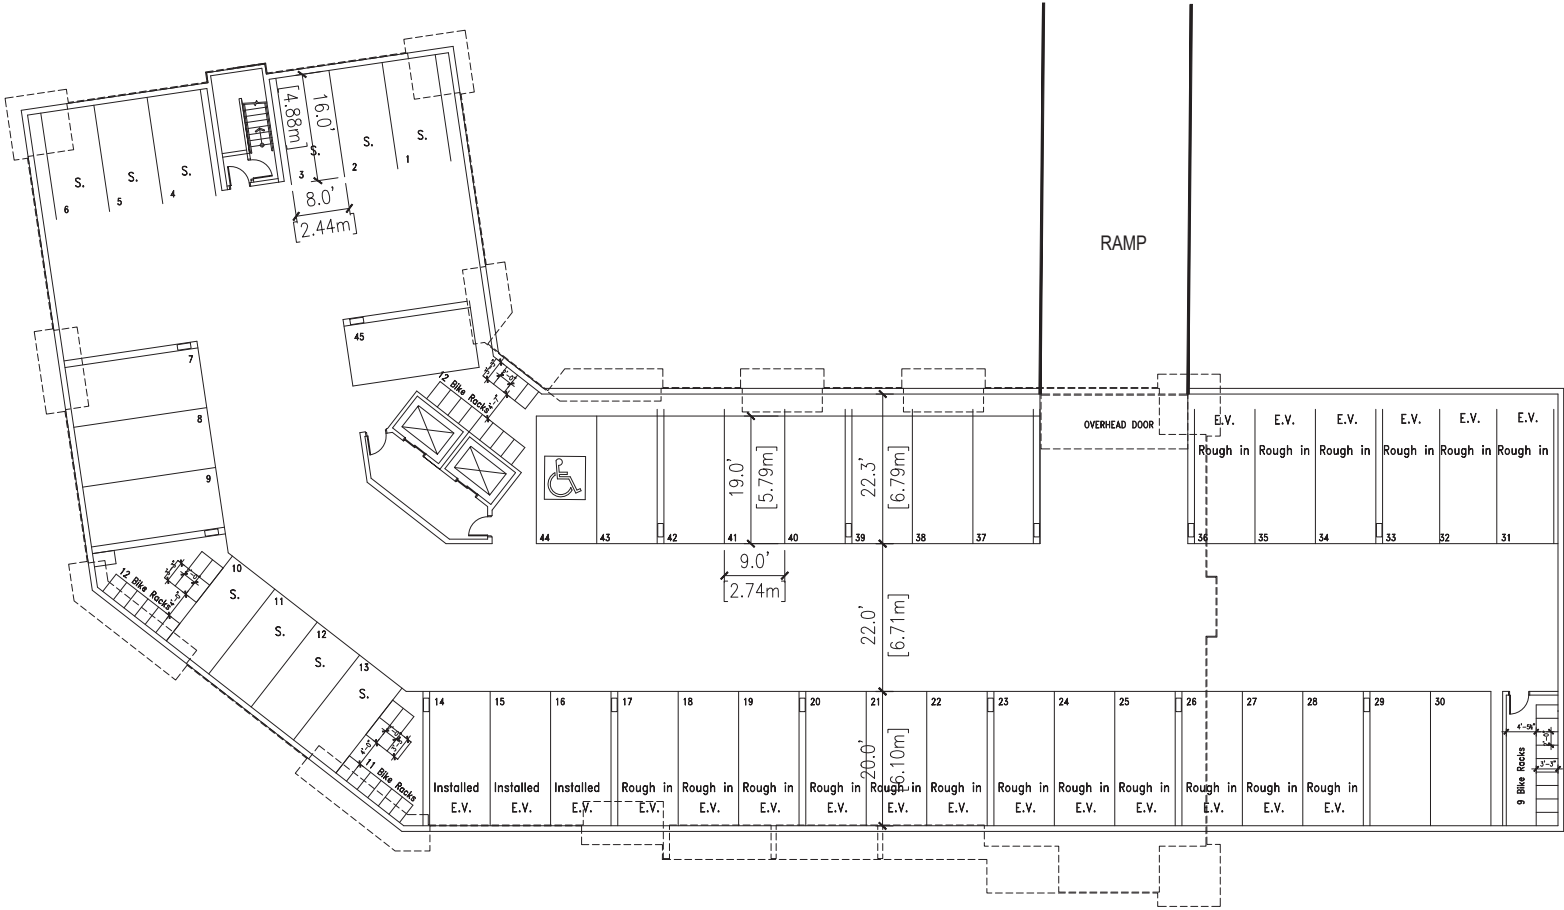 S.
S.
S.
6
5
4
[4.88m]
16.0'
S.
S.
S.
3
2
1
8.0'
[2.44m]
RAMP
45
7
8
9
12 Bike Racks
OVERHEAD DOOR
E.V.
E.V.
E.V.
E.V.
E.V.
E.V.
Rough in
Rough in
Rough in
Rough in
Rough in
Rough in
19.0'
[5.79m]
22.3'
[6.79m]
44
43
42
41
40
39
38
37
36
35
34
33
32
31
9.0'
[2.74m]
22.0'
[6.71m]
12 Bike Racks
10
S.
11
S.
12
S.
13
S.
11 Bike Racks
14
15
16
17
18
19
20
21
22
23
24
25
26
27
28
29
30
20.0'
[6.10m]
Installed
E.V.
Installed
E.V.
Installed
E.V.
Rough in
E.V.
Rough in
E.V.
Rough in
E.V.
Rough in
E.V.
Rough in
E.V.
Rough in
E.V.
Rough in
E.V.
Rough in
E.V.
Rough in
E.V.
Rough in
E.V.
Rough in
E.V.
Rough in
E.V.
9 Bike Racks
3'-3"